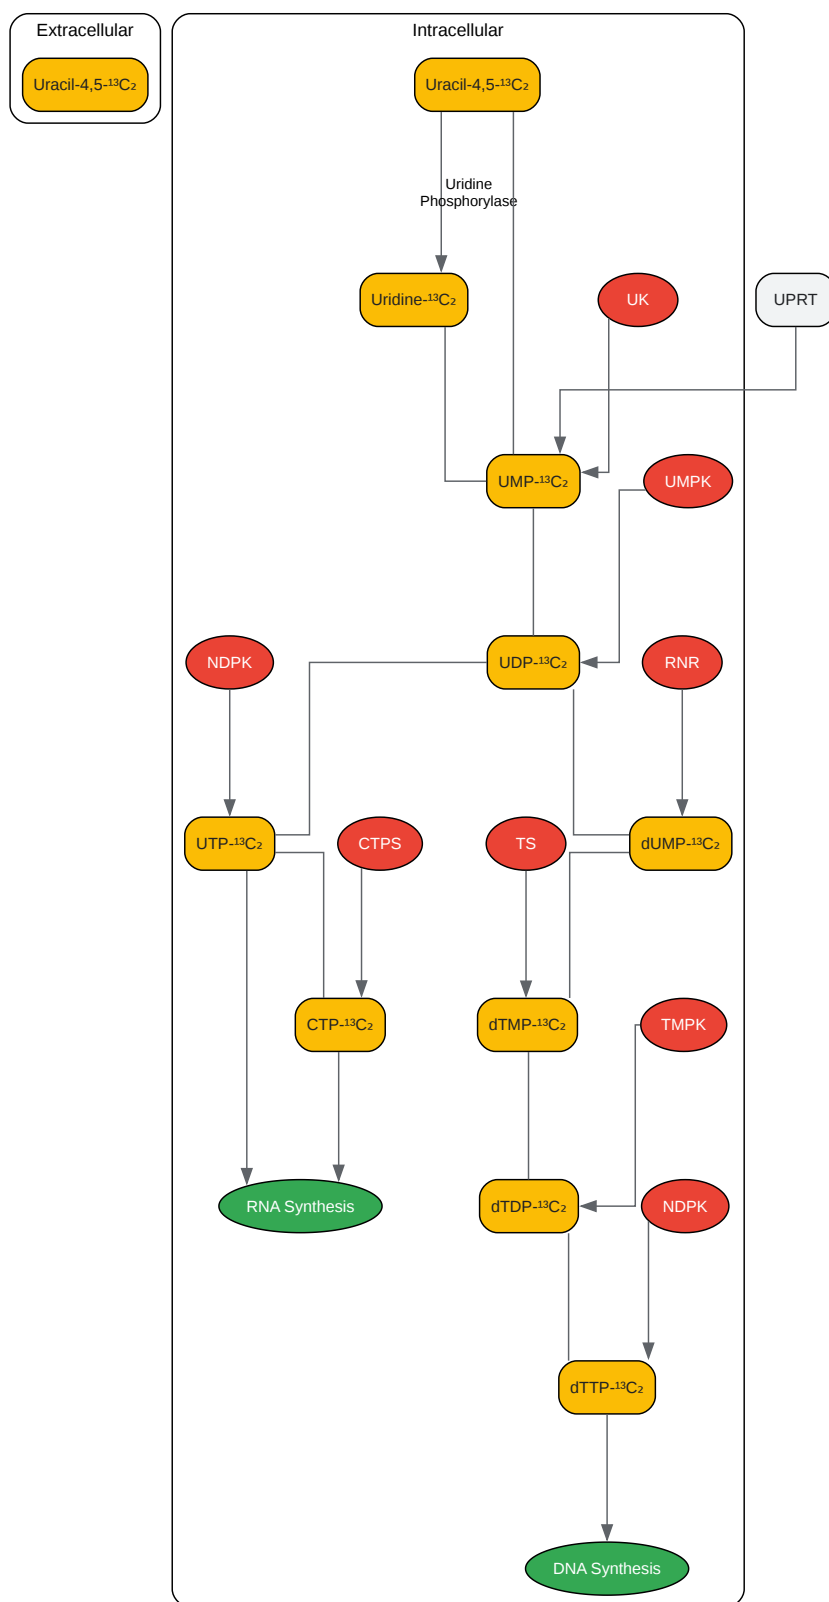 Extracellular
Intracellular
Uracil-4,5-¹³C₂
Uracil-4,5-¹³C₂
Uridine
Phosphorylase
Uridine-¹³C₂
UK
UPRT
UMP-¹³C₂
UMPK
NDPK
UDP-¹³C₂
RNR
UTP-¹³C₂
CTPS
TS
dUMP-¹³C₂
CTP-¹³C₂
dTMP-¹³C₂
TMPK
RNA Synthesis
dTDP-¹³C₂
NDPK
dTTP-¹³C₂
DNA Synthesis